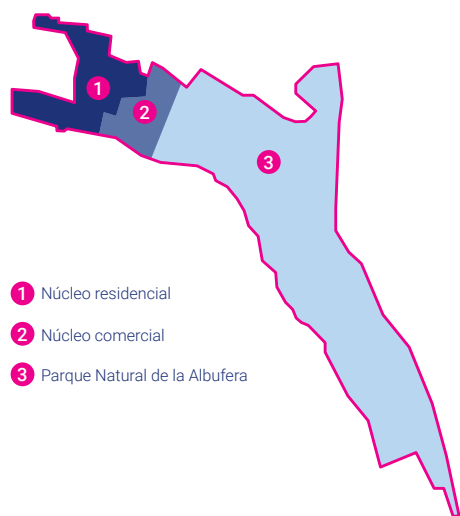 1
2
3
1 Núcleo residencial
2 Núcleo comercial
3 Parque Natural de la Albufera